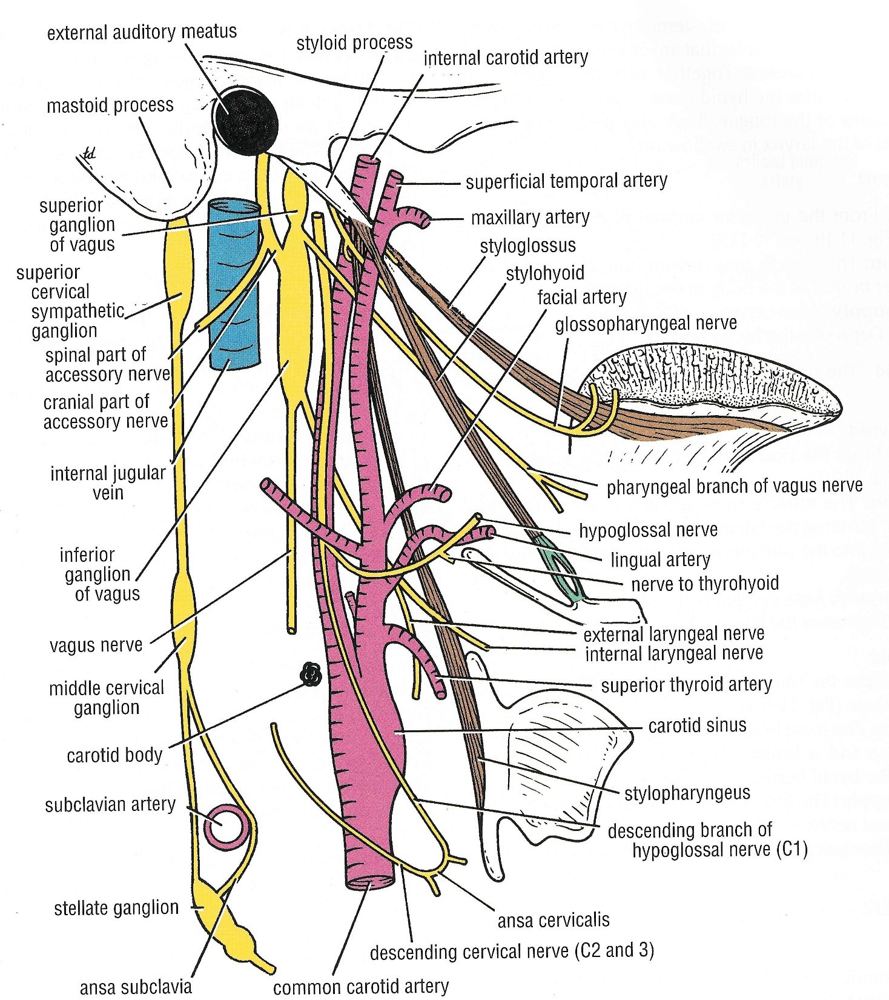 external auditory meatus
styloid process
internal carotid artery
mastoid process
td
superficial temporal artery
superior
ganglion
of vagus
maxillary artery
styloglossus
superior
cervical
sympathetic
ganglion
stylohyoid
facial artery
glossopharyngeal nerve
spinal part of
accessory nerve
cranial part of
accessory nerve
internal jugular
vein
pharyngeal branch of vagus nerve
hypoglossal nerve
lingual artery
nerve to thyrohyoid
inferior
ganglion
of vagus
vagus nerve
external laryngeal nerve
internal laryngeal nerve
middle cervical
ganglion
superior thyroid artery
carotid sinus
carotid body
subclavian artery
stylopharyngeus
descending branch of
hypoglossal nerve (C1)
stellate ganglion
ansa cervicalis
descending cervical nerve (C2 and 3)
ansa subclavia
common carotid artery